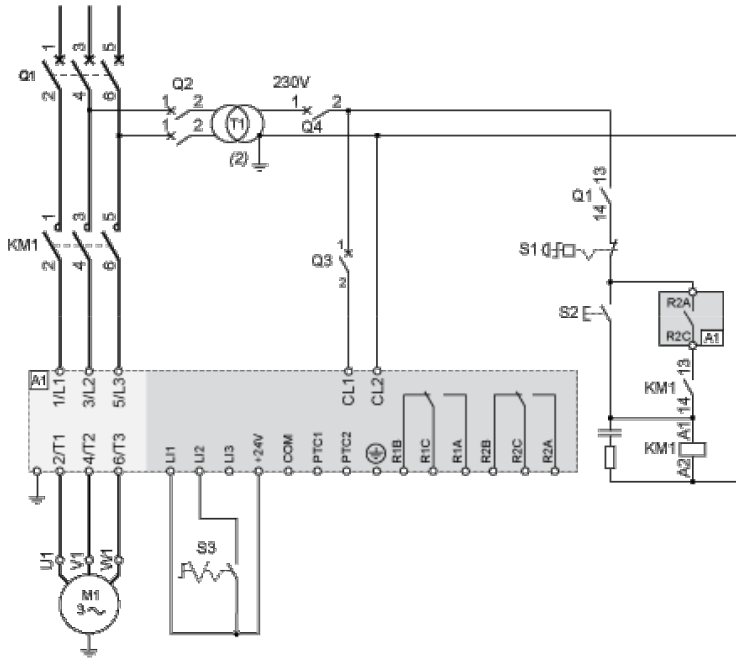 1 3 5
Q1
2 4 6
Q2
1 2
1 2
T1
(2)
230V
1 2
Q4
13
Q1
14
1 3 5
KM1
2 4 6
1
Q3
2
S1
S2
R2A
R2C
A1
13
KM1
14
A1
KM1
A2
A1
1/L1 3/L2 5/L3 CL1 CL2
2/T1 4/T2 6/T3 LI1 LI2 LI3 +24V COM PTC1 PTC2 R1B R1C R1A R2B R2C R2A
S3
U1 V1 W1
M1
3~